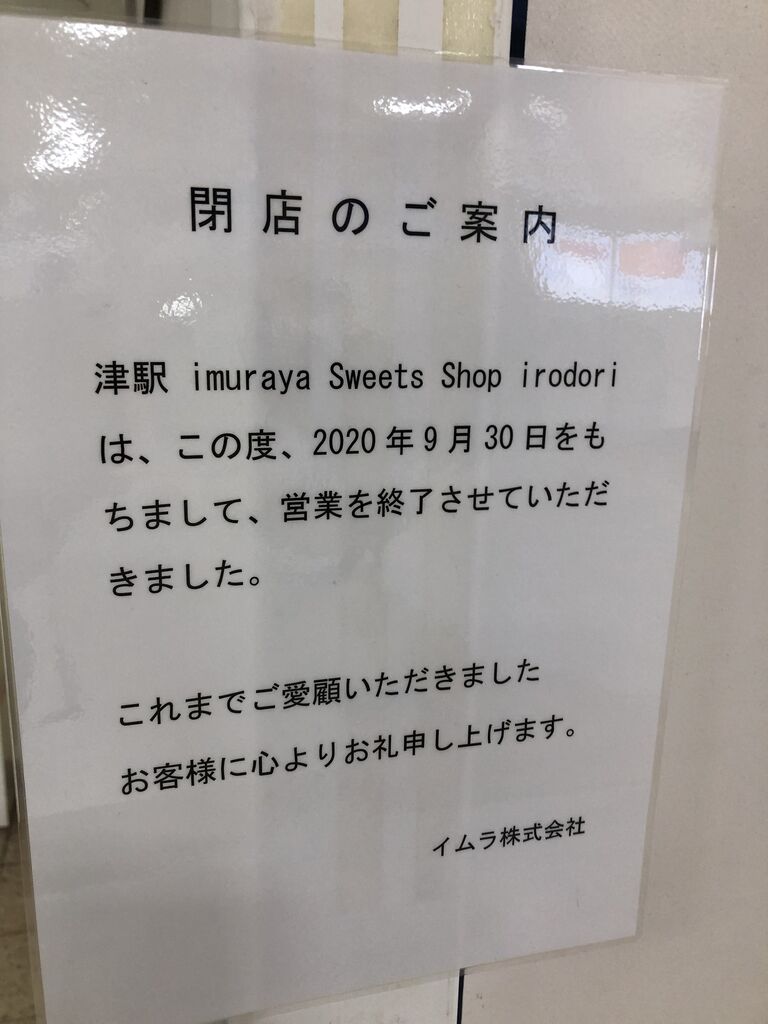 閉店のご案内
津駅 imuraya Sweets Shop irodori
は、この度、2020年9月30日をも
ちまして、営業を終了させていただ
きました。
これまでご愛顧いただきました
お客様に心よりお礼申し上げます。
イムラ株式会社